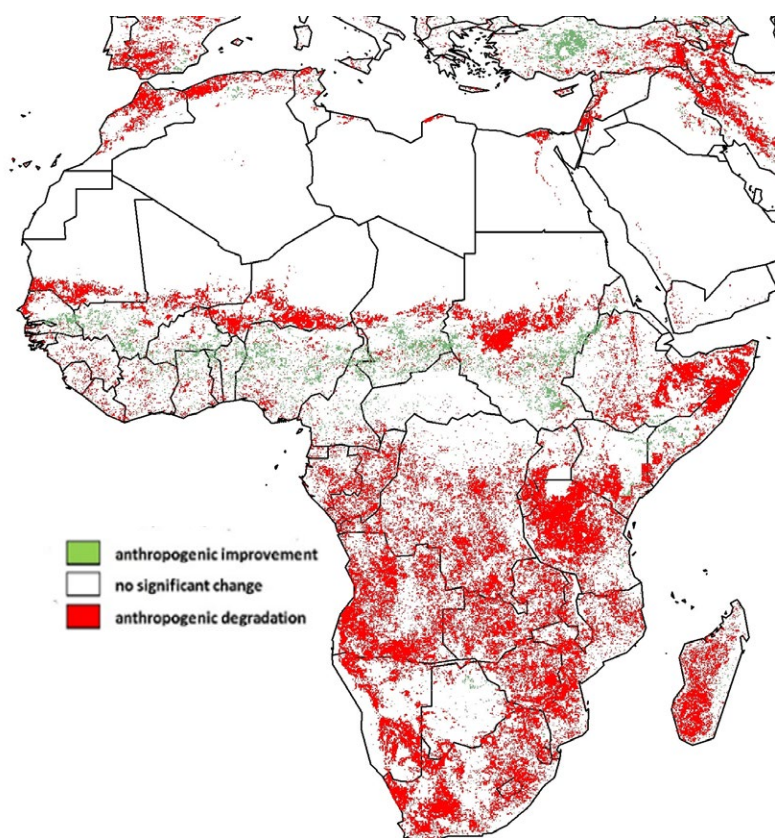 anthropogenic improvement
no significant change
anthropogenic degradation